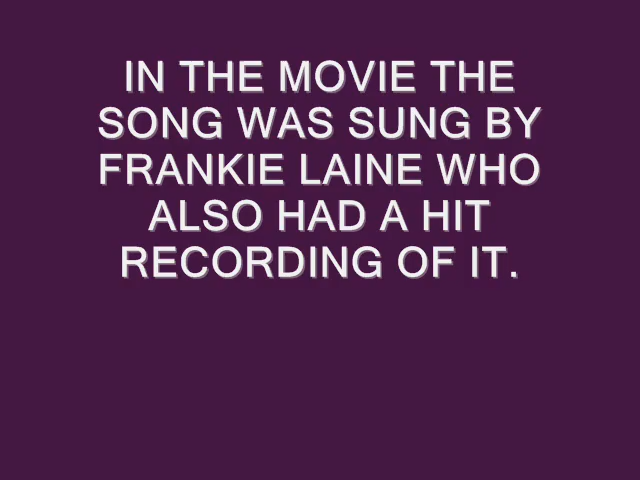 IN THE MOVIE THE
SONG WAS SUNG BY
FRANKIE LAINE WHO
ALSO HAD A HIT
RECORDING OF IT.